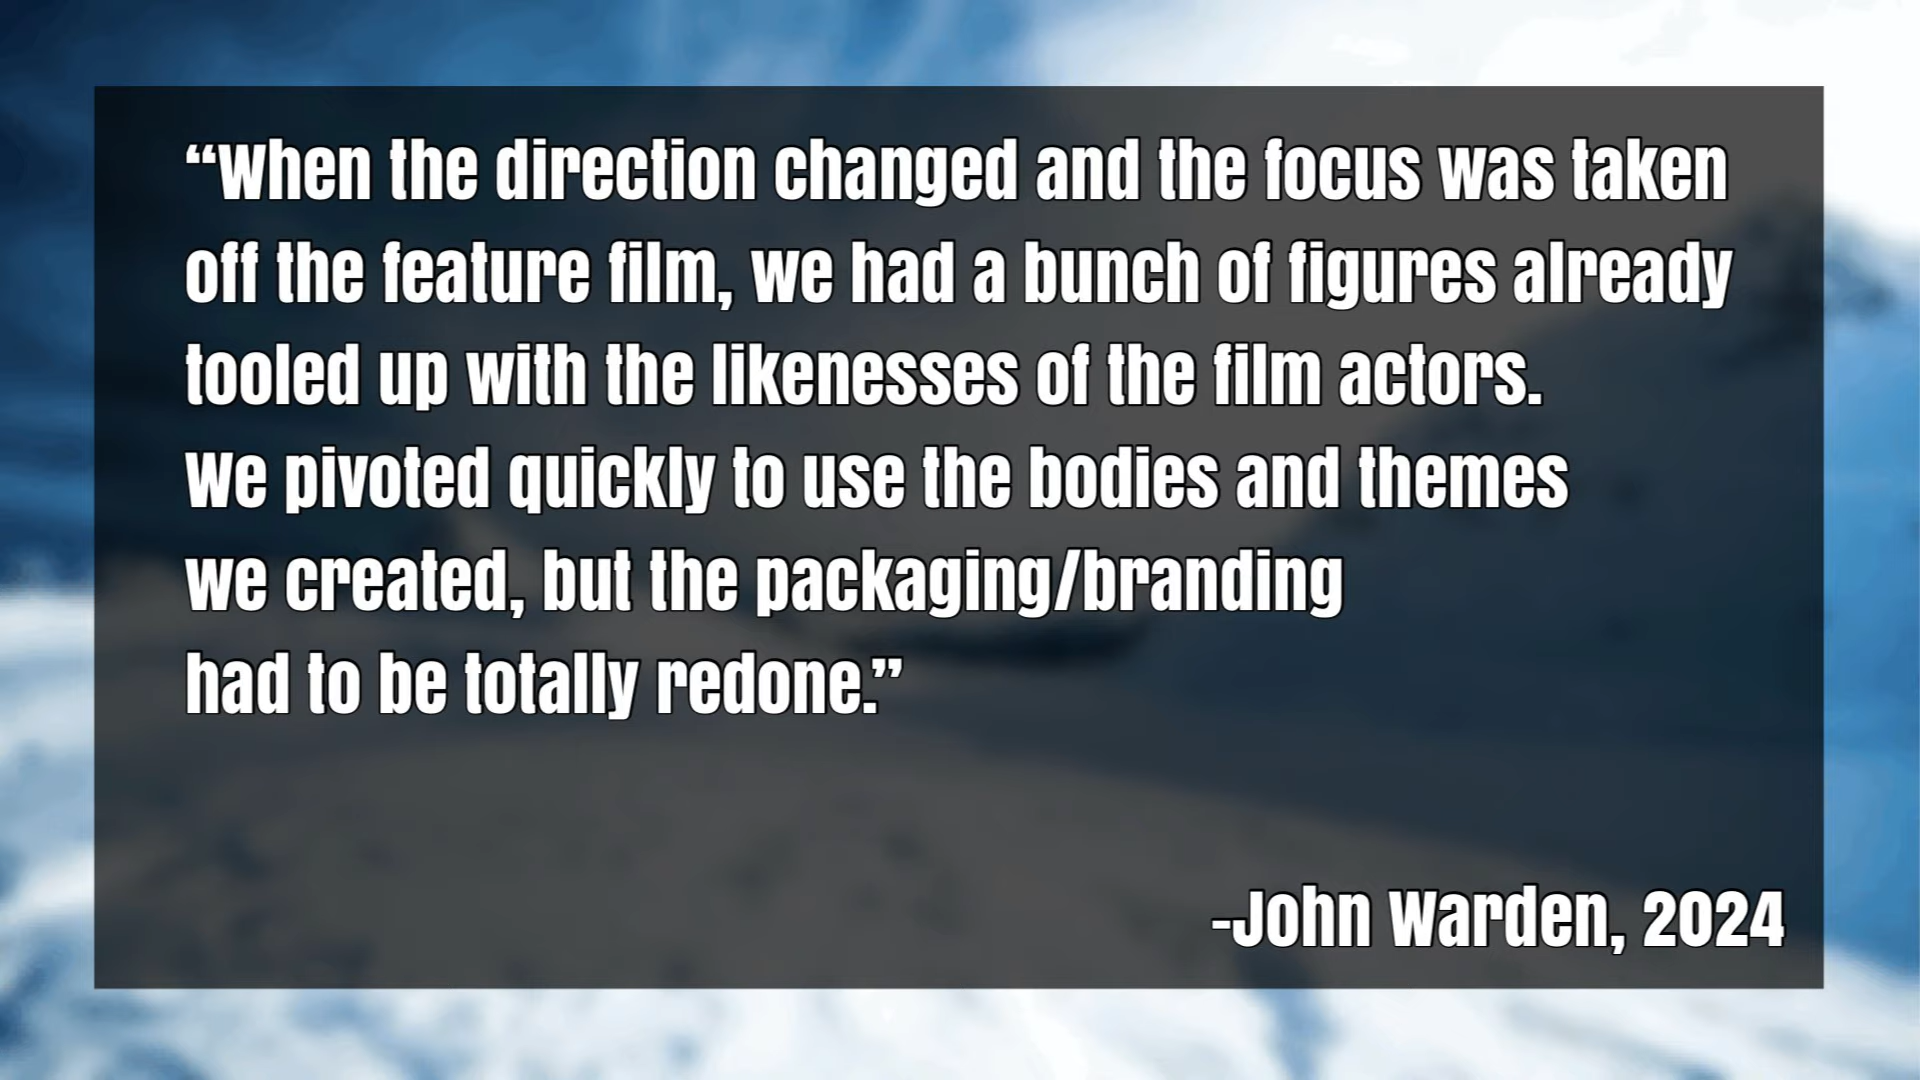 “When the direction changed and the focus was taken
off the feature film, we had a bunch of figures already
tooled up with the likenesses of the film actors.
We pivoted quickly to use the bodies and themes
we created, but the packaging/branding
had to be totally redone.”
-John Warden, 2024